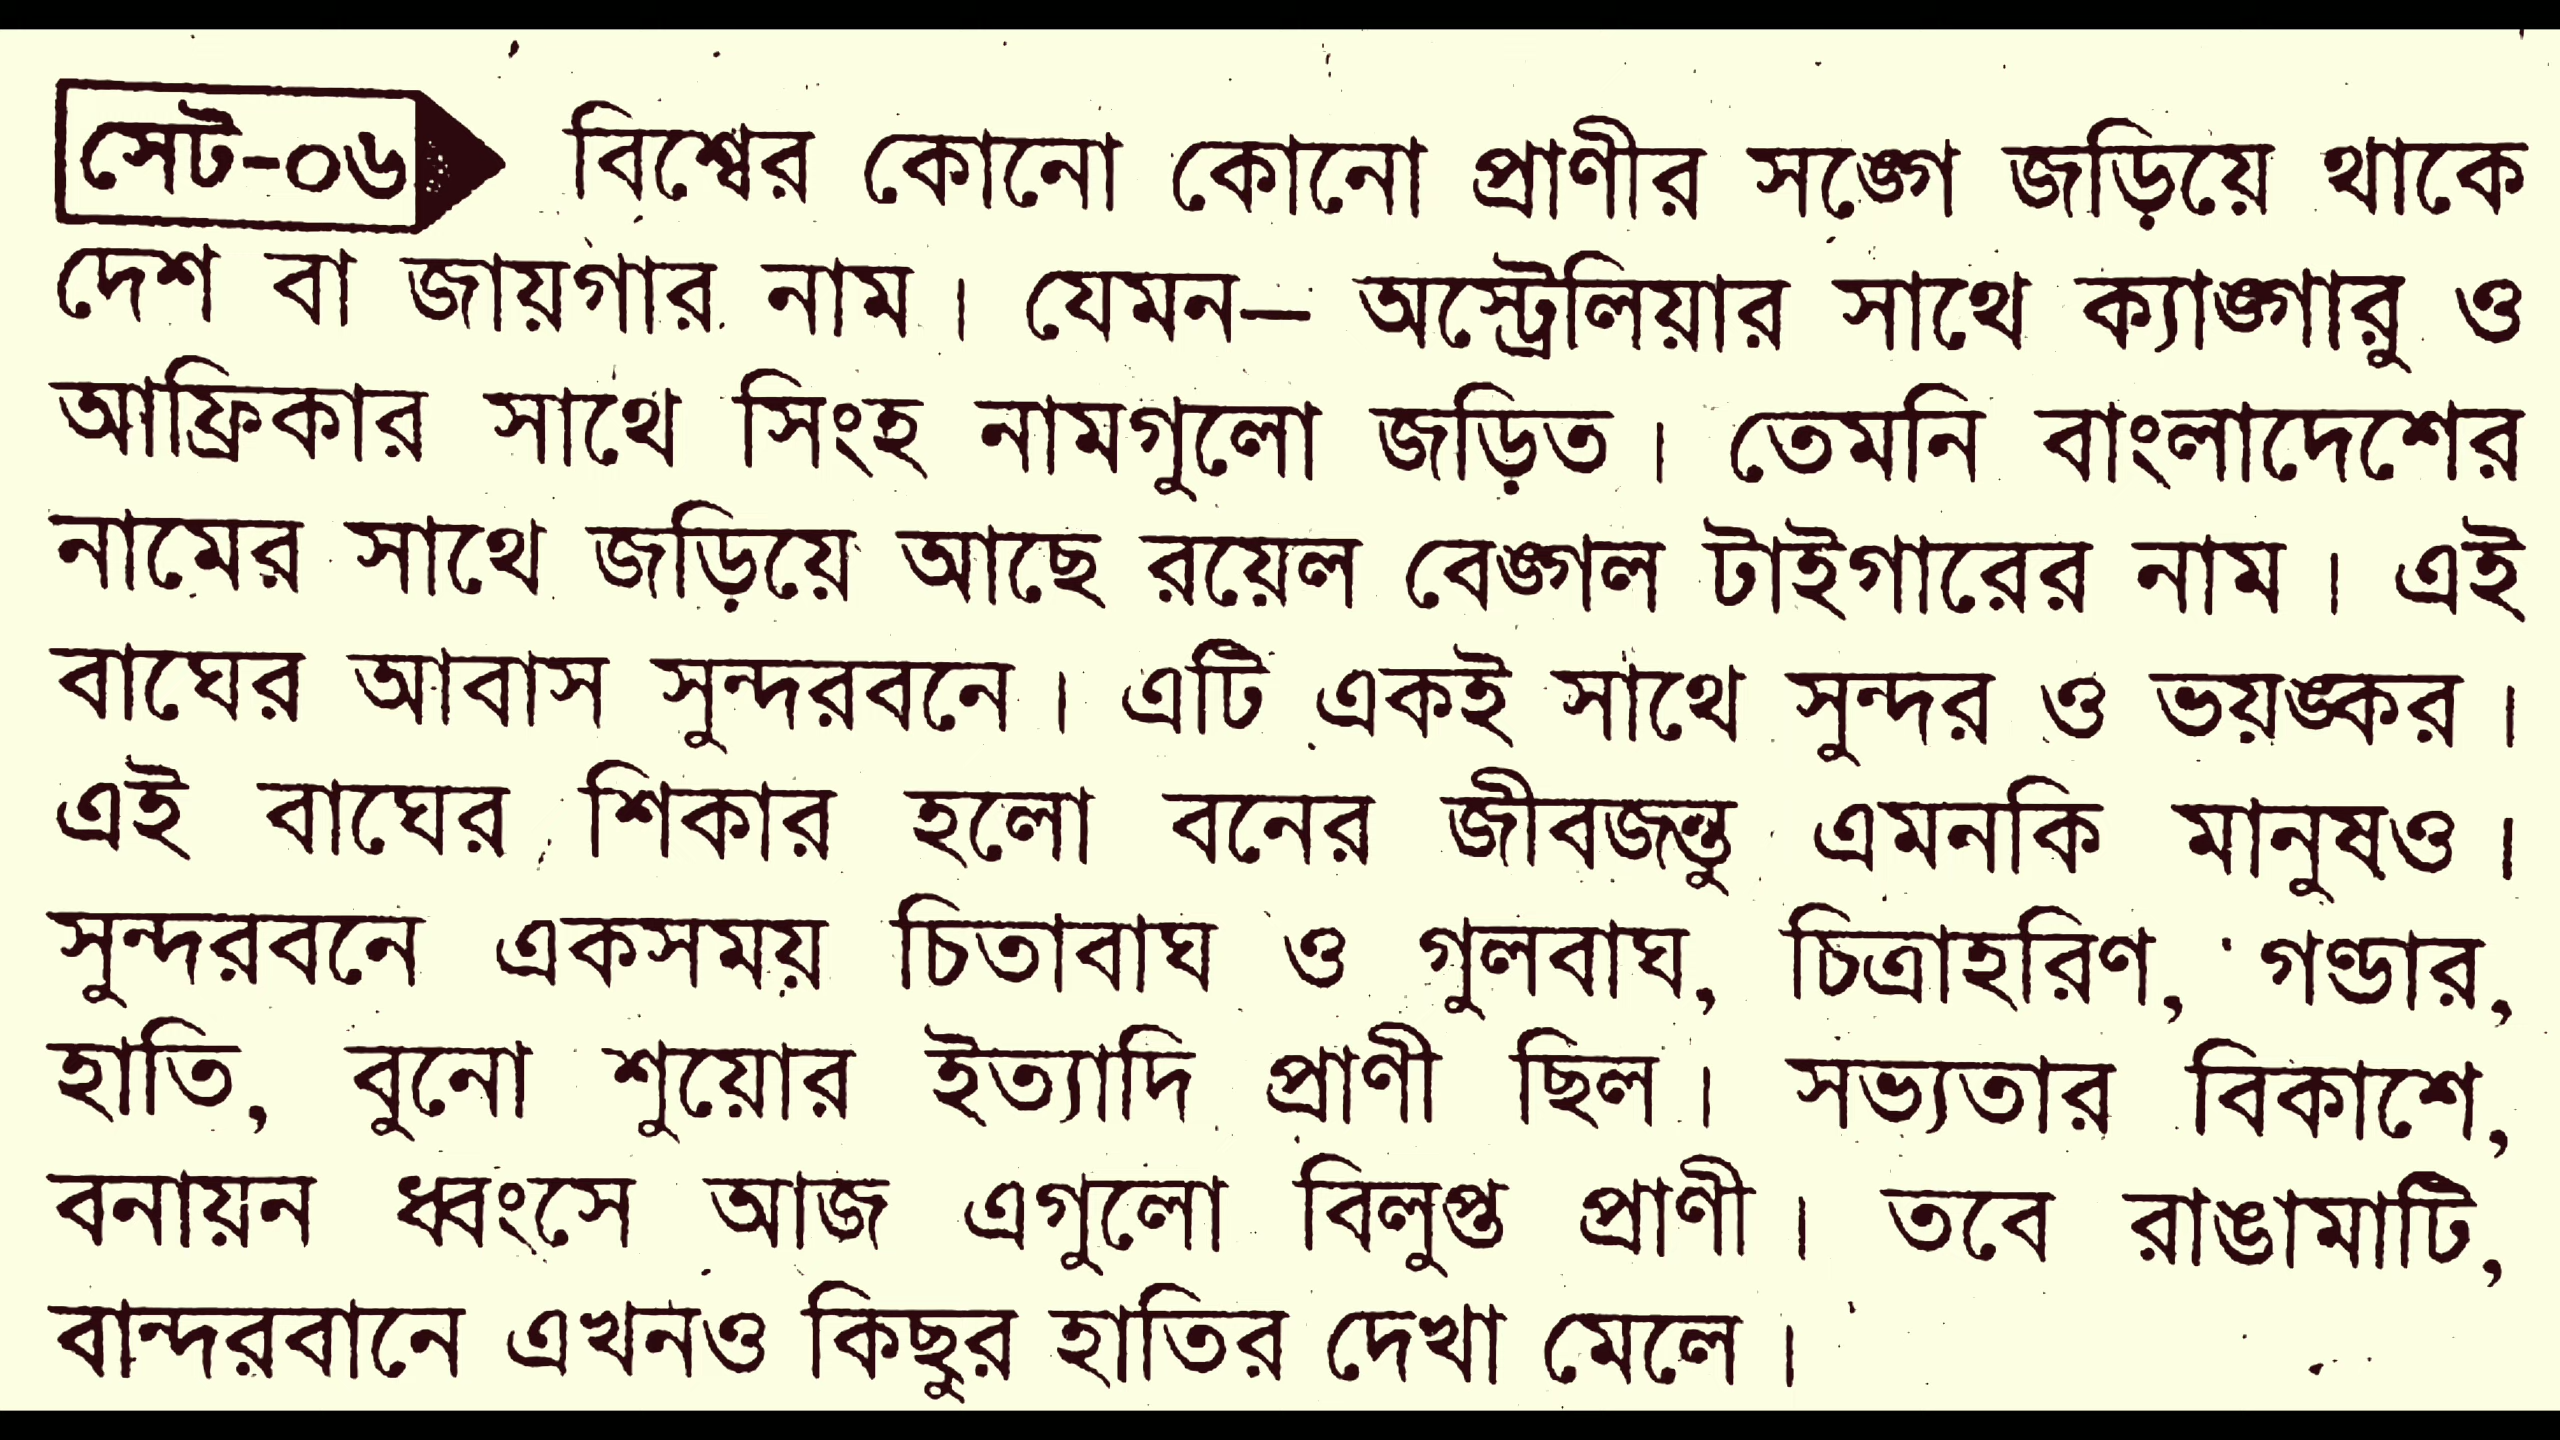 সেট-০৬ বিশ্বের কোনো কোনো প্রাণীর সঙ্গে জড়িয়ে থাকে
দেশ বা জায়গার নাম। যেমন— অস্ট্রেলিয়ার সাথে ক্যাঙ্গারু ও
আফ্রিকার সাথে সিংহ নামগুলো জড়িত। তেমনি বাংলাদেশের
নামের সাথে জড়িয়ে আছে রয়েল বেঙ্গল টাইগারের নাম। এই
বাঘের আবাস সুন্দরবনে। এটি একই সাথে সুন্দর ও ভয়ঙ্কর।
এই বাঘের শিকার হলো বনের জীবজন্তু এমনকি মানুষও।
সুন্দরবনে একসময় চিতাবাঘ ও গুলবাঘ, চিত্রাহরিণ, গণ্ডার,
হাতি, বুনো শুয়োর ইত্যাদি প্রাণী ছিল। সভ্যতার বিকাশে,
বনায়ন ধ্বংসে আজ এগুলো বিলুপ্ত প্রাণী। তবে রাঙামাটি,
বান্দরবানে এখনও কিছুর হাতির দেখা মেলে।